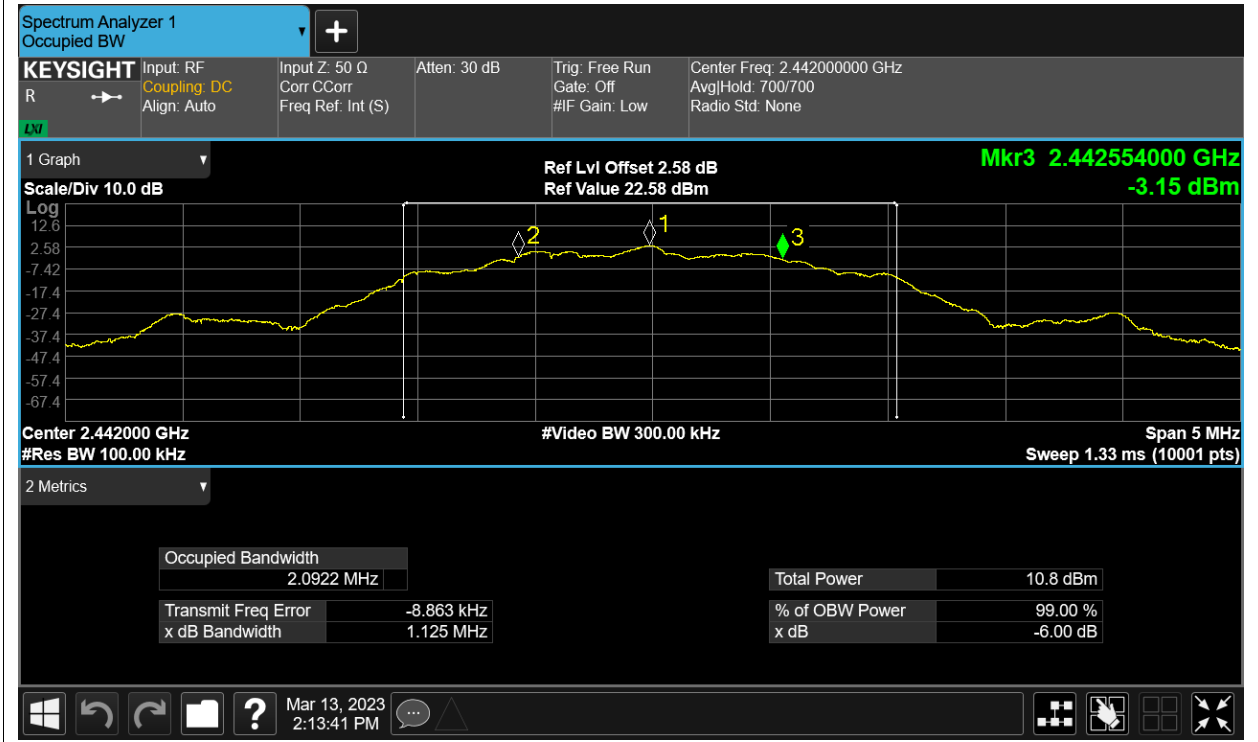 Spectrum Analyzer 1
Occupied BW
KEYSIGHT
R
LXI
Input: RF
Coupling: DC
Align: Auto
Input Z: 50 Ω
Corr CCorr
Freq Ref: Int (S)
Atten: 30 dB
Trig: Free Run
Gate: Off
#IF Gain: Low
Center Freq: 2.442000000 GHz
Avg|Hold: 700/700
Radio Std: None
1 Graph
Scale/Div 10.0 dB
Ref Lvl Offset 2.58 dB
Ref Value 22.58 dBm
Mkr3 2.442554000 GHz
-3.15 dBm
Log
12.6
2.58
-7.42
-17.4
-27.4
-37.4
-47.4
-57.4
-67.4
2
1
3
Center 2.442000 GHz
#Video BW 300.00 kHz
Span 5 MHz
#Res BW 100.00 kHz
Sweep 1.33 ms (10001 pts)
2 Metrics
Occupied Bandwidth
2.0922 MHz
Total Power 10.8 dBm
Transmit Freq Error -8.863 kHz
% of OBW Power 99.00 %
x dB Bandwidth 1.125 MHz
x dB -6.00 dB
?
Mar 13, 2023
2:13:41 PM